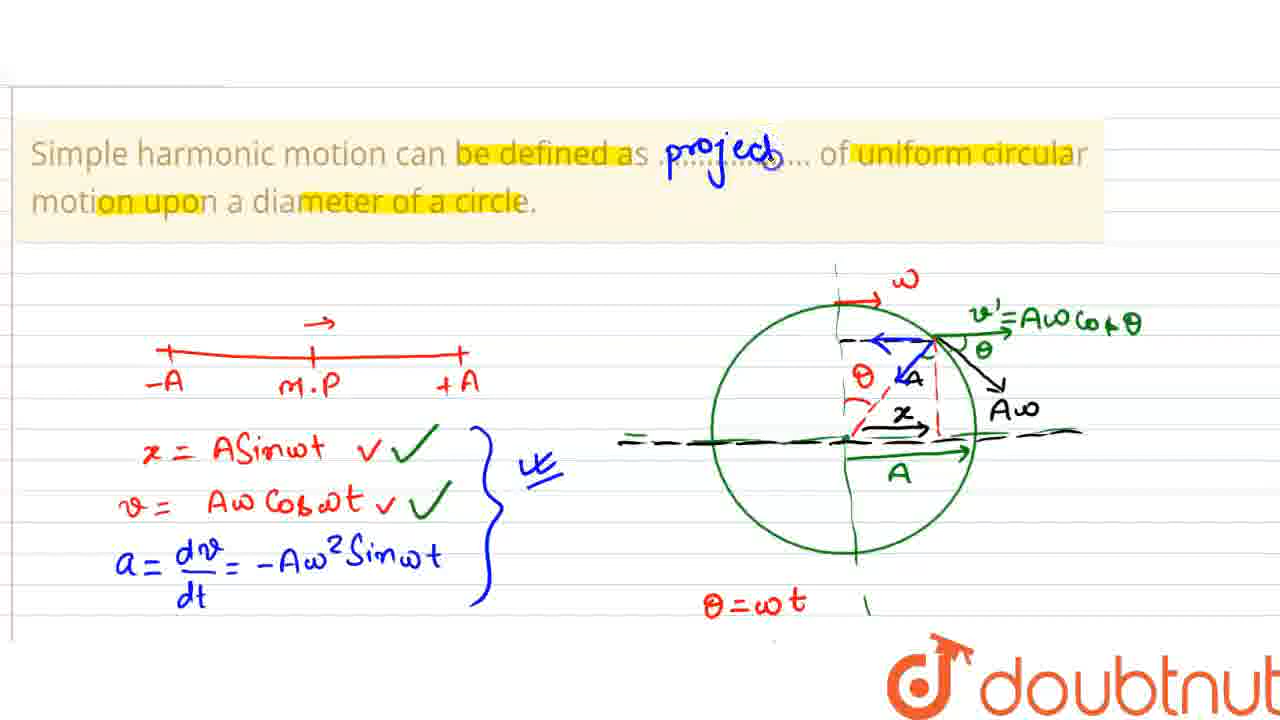 Simple harmonic motion can be defined as ...projec... of uniform circular
motion upon a diameter of a circle.
ω
v' = Aω Cos θ
θ
-A
M.P
+A
θ
A
x
Aω
A
x = A Sin ωt
v = Aω Cos ωt
a = dv/dt = -Aω² Sin ωt
θ = ωt
doubtnut